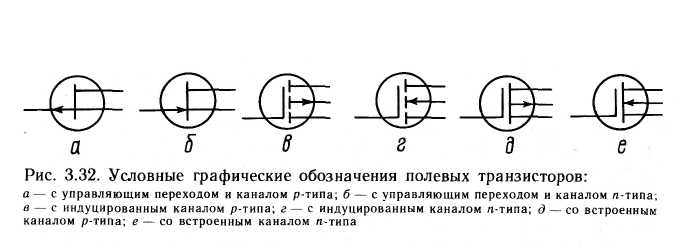 а б в г д е
Рис. 3.32. Условные графические обозначения полевых транзисторов:
а — с управляющим переходом и каналом р-типа; б — с управляющим переходом и каналом n-типа;
в — с индуцированным каналом р-типа; г — с индуцированным каналом n-типа; д — со встроенным
каналом р-типа; е — со встроенным каналом n-типа